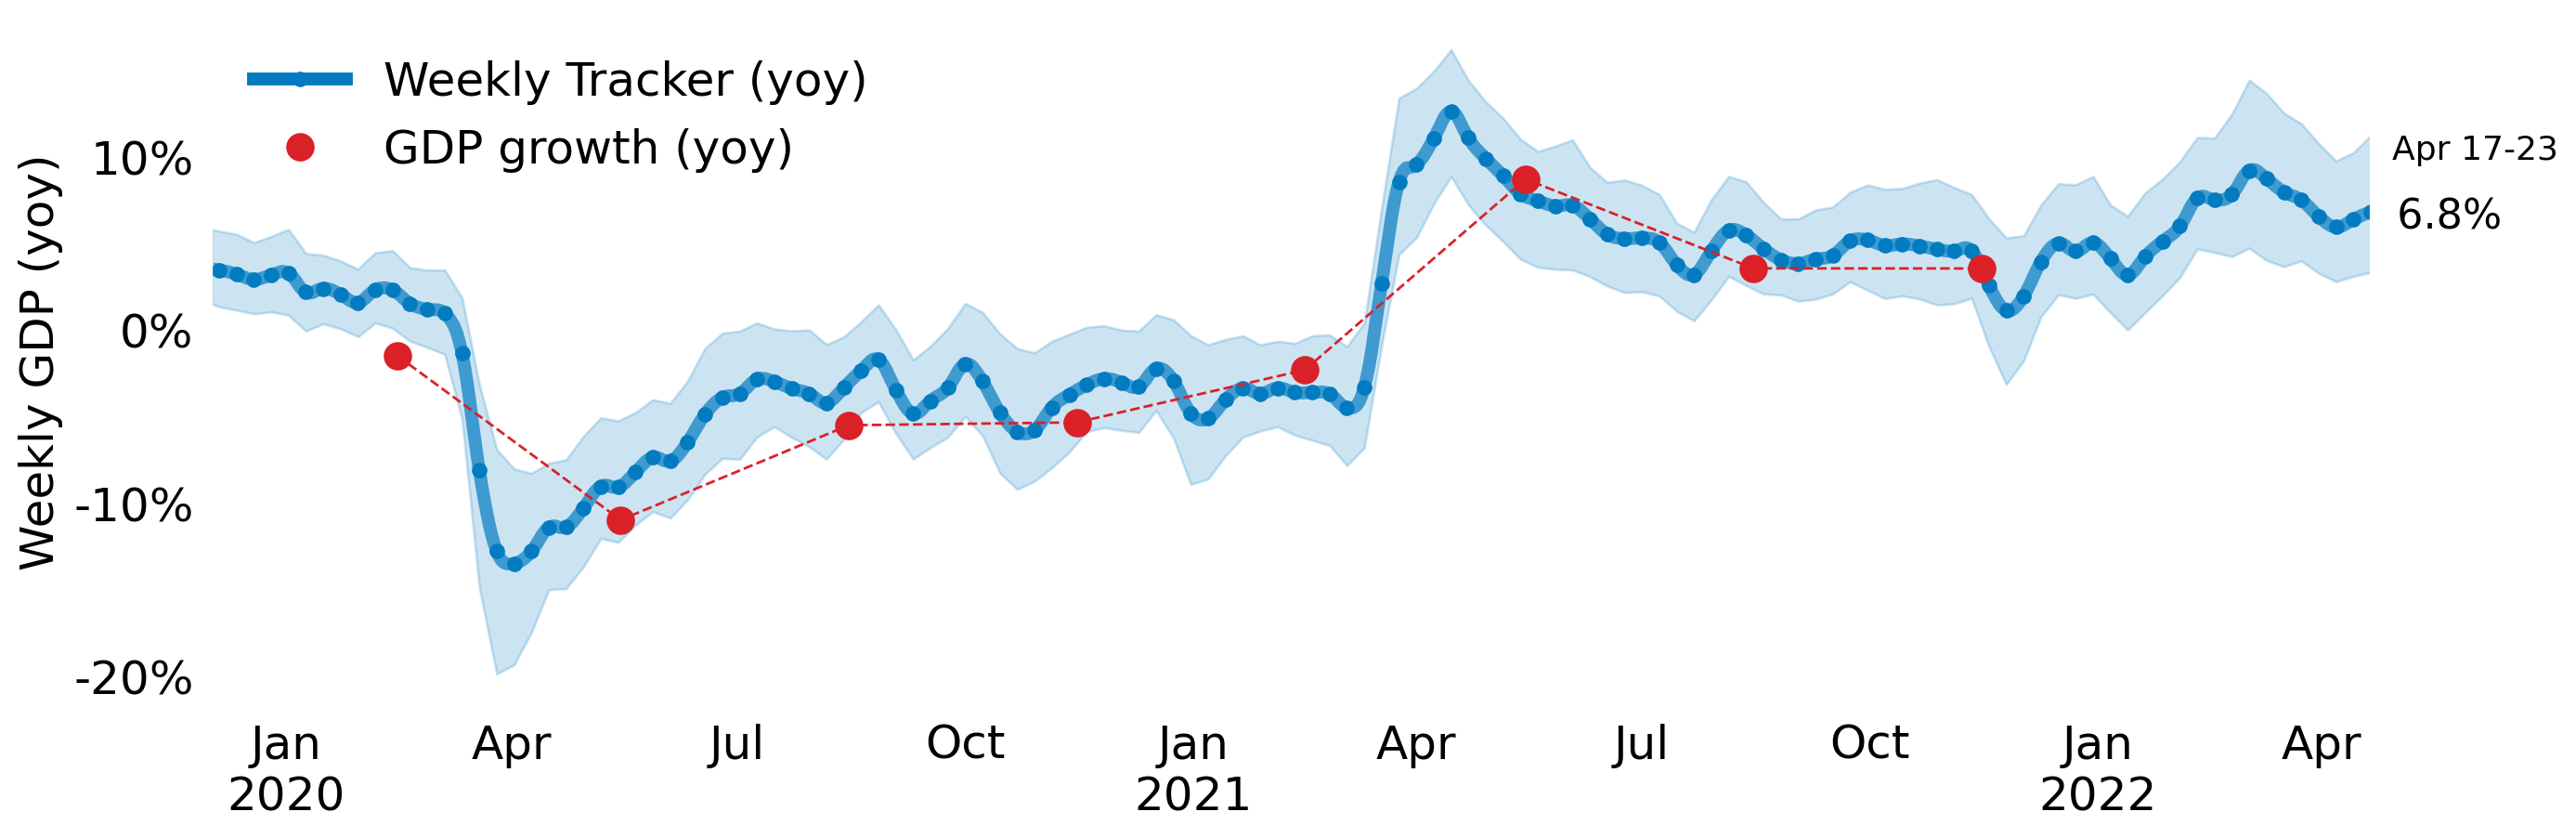 Weekly Tracker (yoy)
GDP growth (yoy)
Weekly GDP (yoy)
10%
0%
-10%
-20%
Apr 17-23
6.8%
Jan Apr Jul Oct Jan Apr Jul Oct Jan Apr
2020 2021 2022